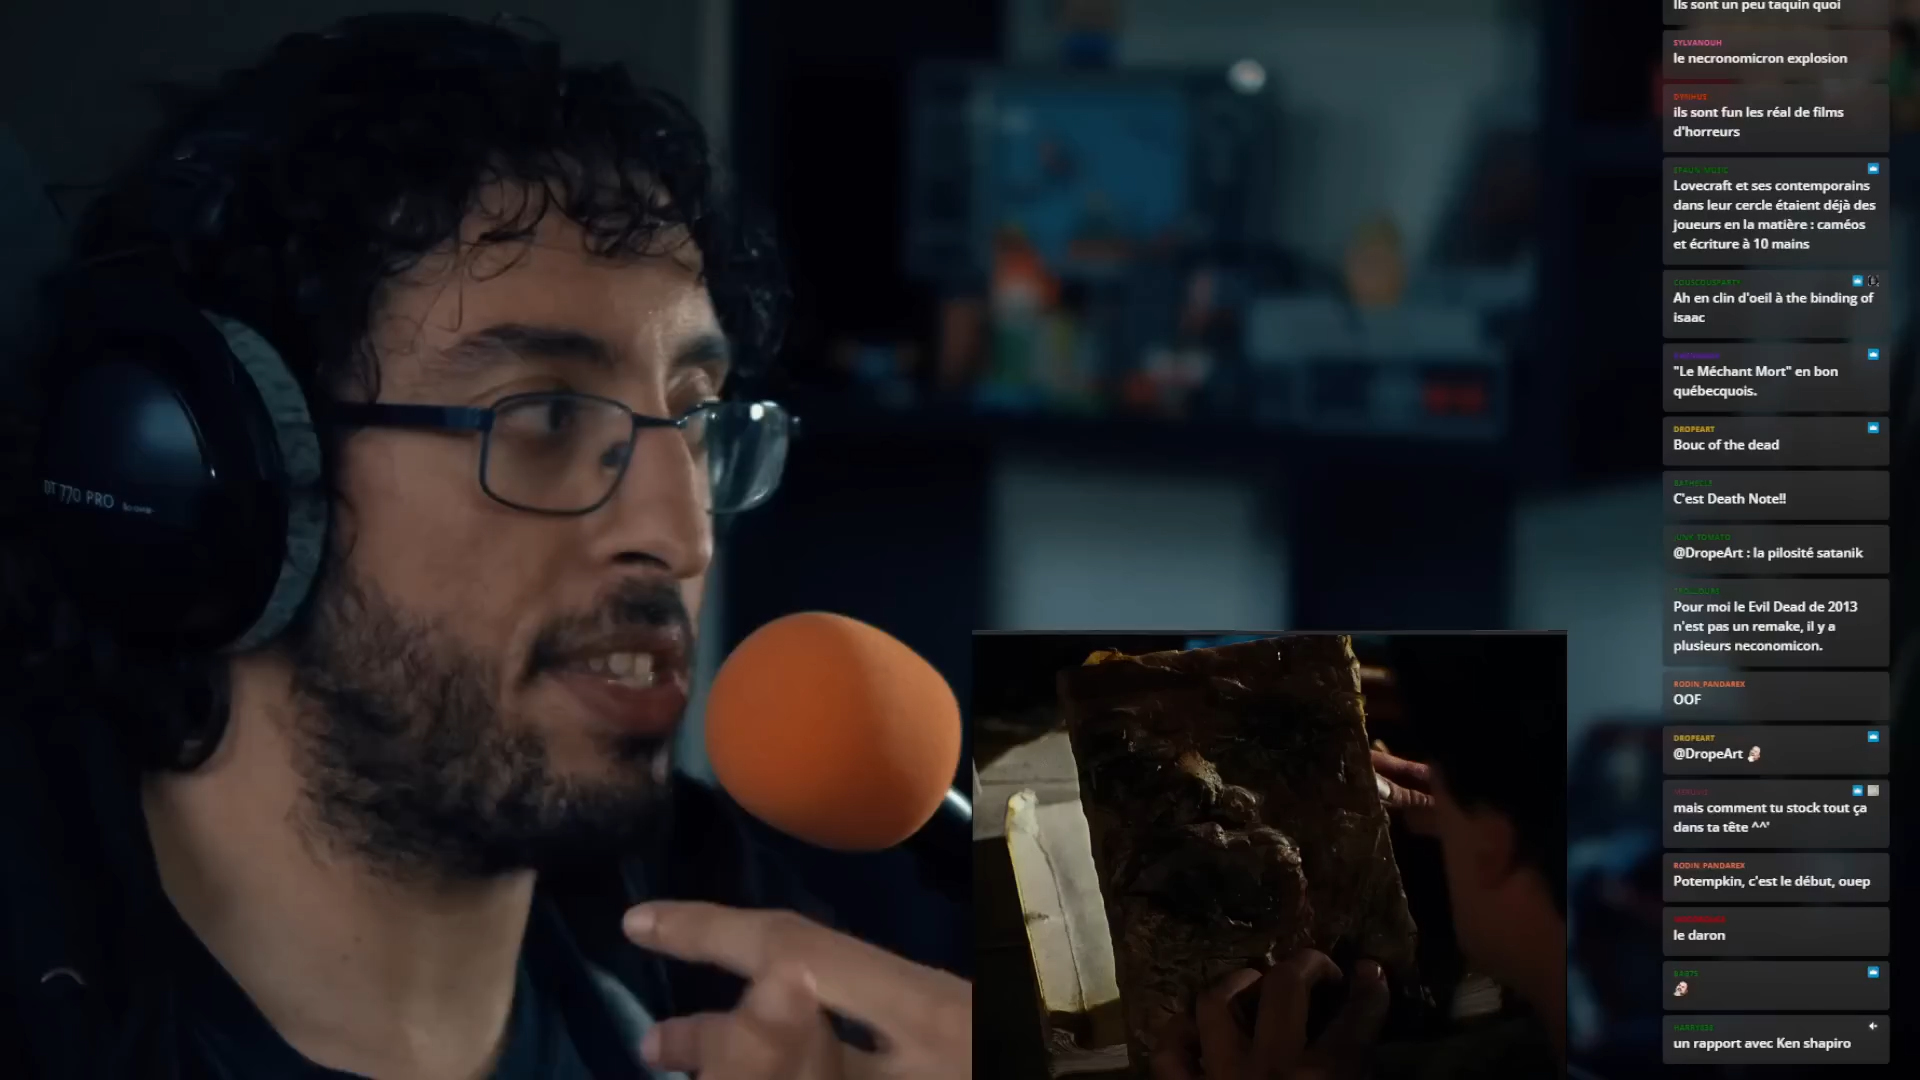 Ils sont un peu taquin quoi
SYLVANOUH
le necronomicron explosion
ils sont fun les réal de films
d'horreurs
Lovecraft et ses contemporains
dans leur cercle étaient déjà des
joueurs en la matière : caméos
et écriture à 10 mains
COUSCOUSPARTY
Ah en clin d'oeil à the binding of
isaac
"Le Méchant Mort" en bon
québecquois.
DROPEART
Bouc of the dead
C'est Death Note!!
JUNK_TOMATO
@DropeArt : la pilosité satanik
Pour moi le Evil Dead de 2013
n'est pas un remake, il y a
plusieurs neconomicon.
RODIN_PANDAREX
OOF
DROPEART
@DropeArt
mais comment tu stock tout ça
dans ta tête ^^'
RODIN_PANDAREX
Potempkin, c'est le début, ouep
le daron
un rapport avec Ken shapiro
DT 770 PRO